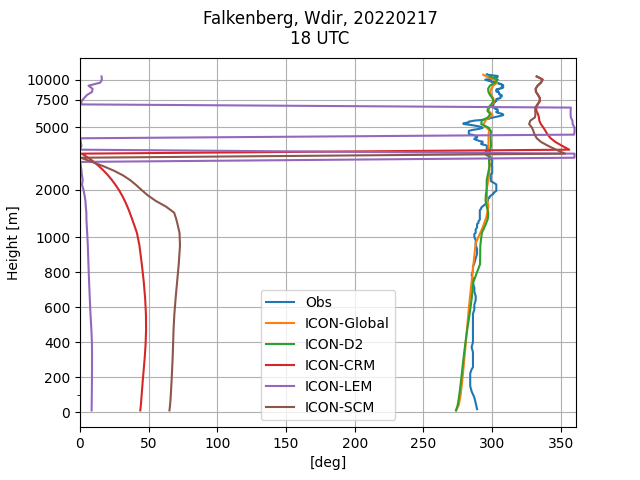 Falkenberg, Wdir, 20220217
18 UTC
Height [m]
10000
7500
5000
2000
1000
800
600
400
200
0
Obs
ICON-Global
ICON-D2
ICON-CRM
ICON-LEM
ICON-SCM
0 50 100 150 200 250 300 350
[deg]